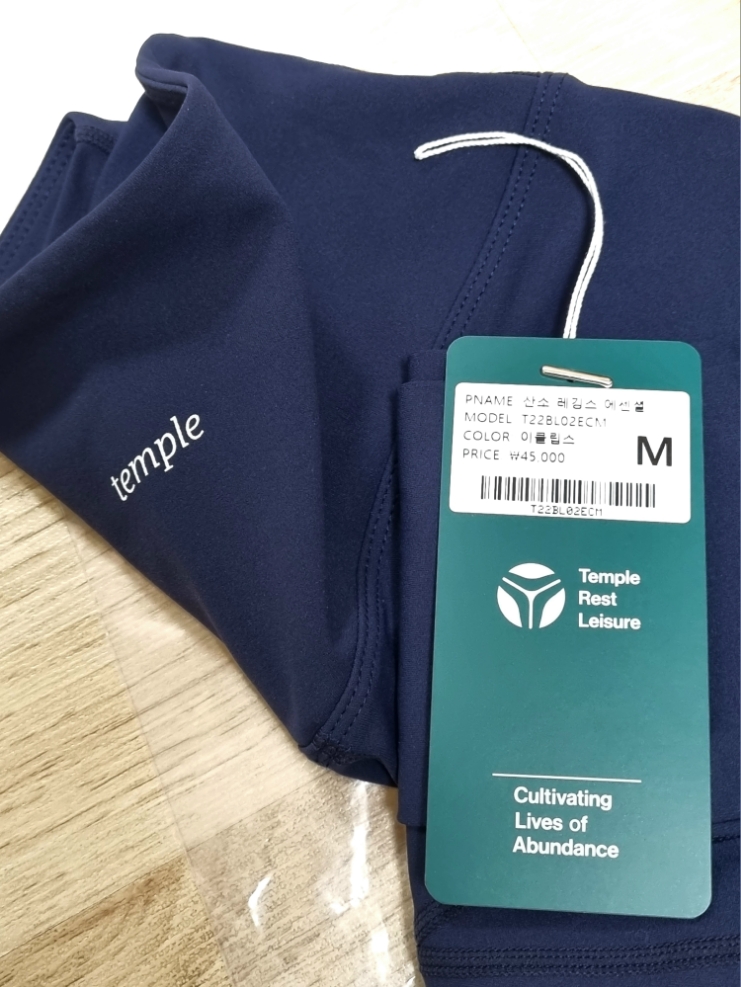 temple
PNAME 산소 레깅스 에센셜
MODEL T22BL02ECM
COLOR 이클립스
PRICE ₩45,000
M
T22BL02ECM
Temple
Rest
Leisure
Cultivating
Lives of
Abundance